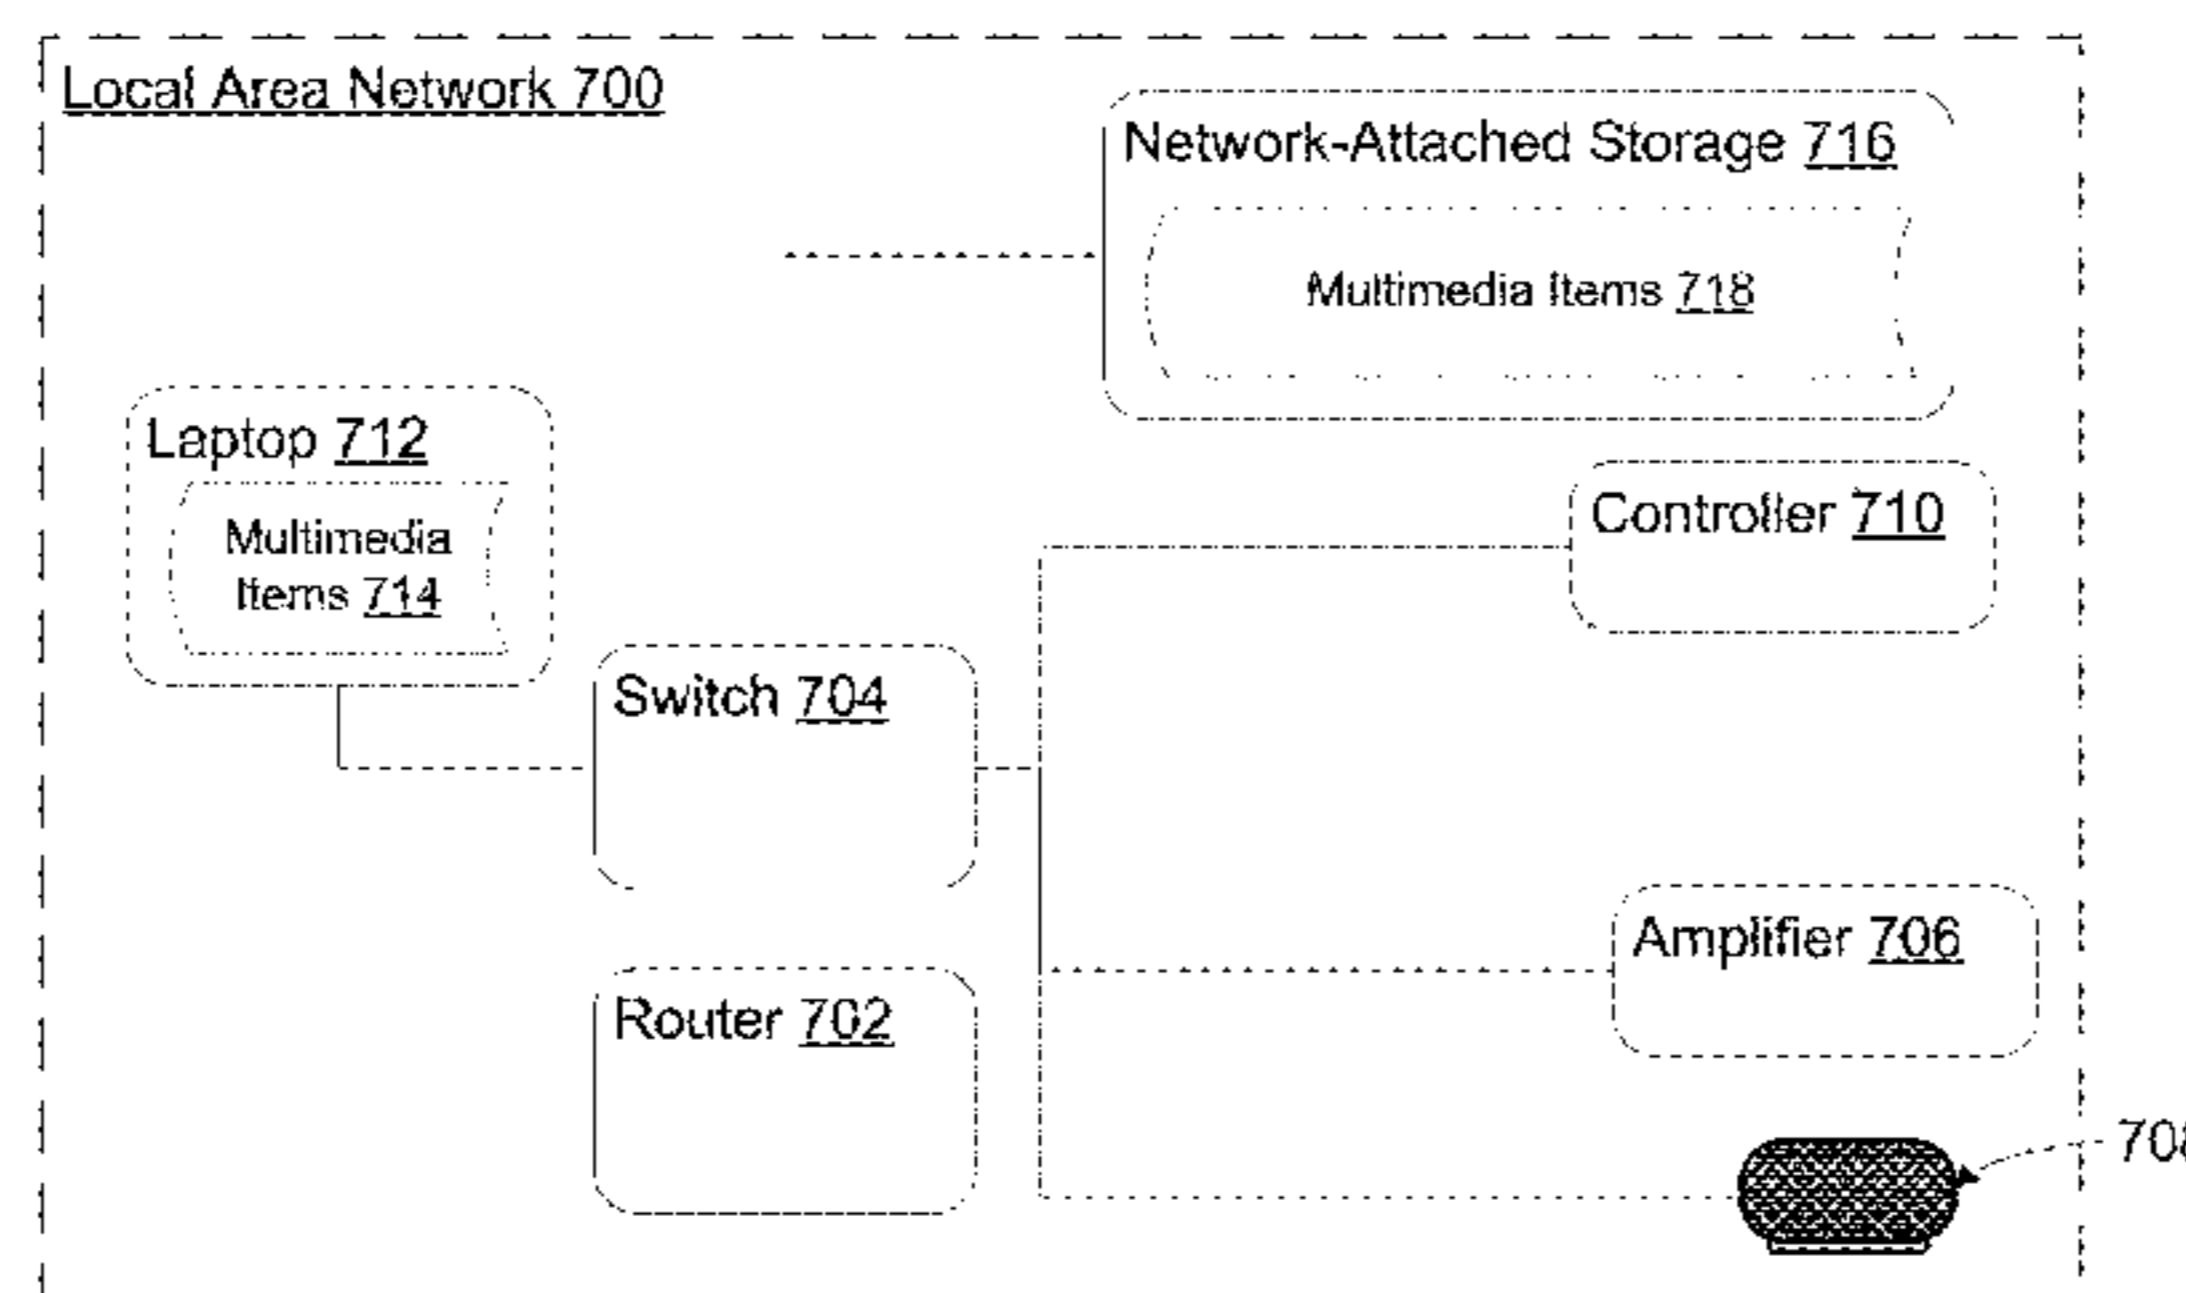 Local Area Network 700
Network-Attached Storage 716
Multimedia Items 718
Laptop 712
Multimedia
Items 714
Controller 710
Switch 704
Amplifier 706
Router 702